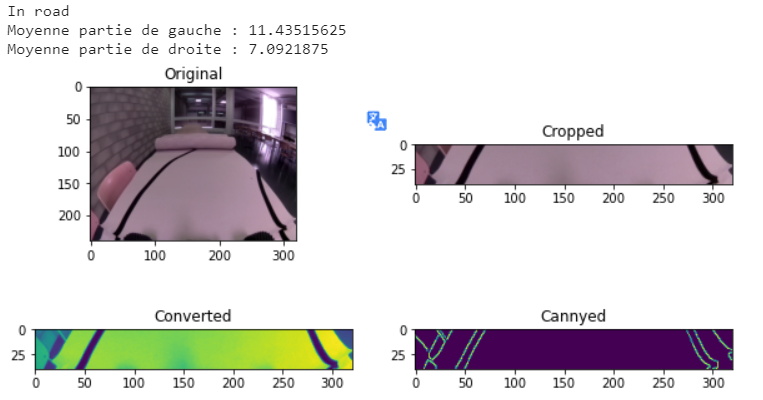 In road
Moyenne partie de gauche : 11.43515625
Moyenne partie de droite : 7.0921875
Original
0
50
100
150
200
0 100 200 300
Cropped
0
25
0 50 100 150 200 250 300
Converted
0
25
0 50 100 150 200 250 300
Cannyed
0
25
0 50 100 150 200 250 300